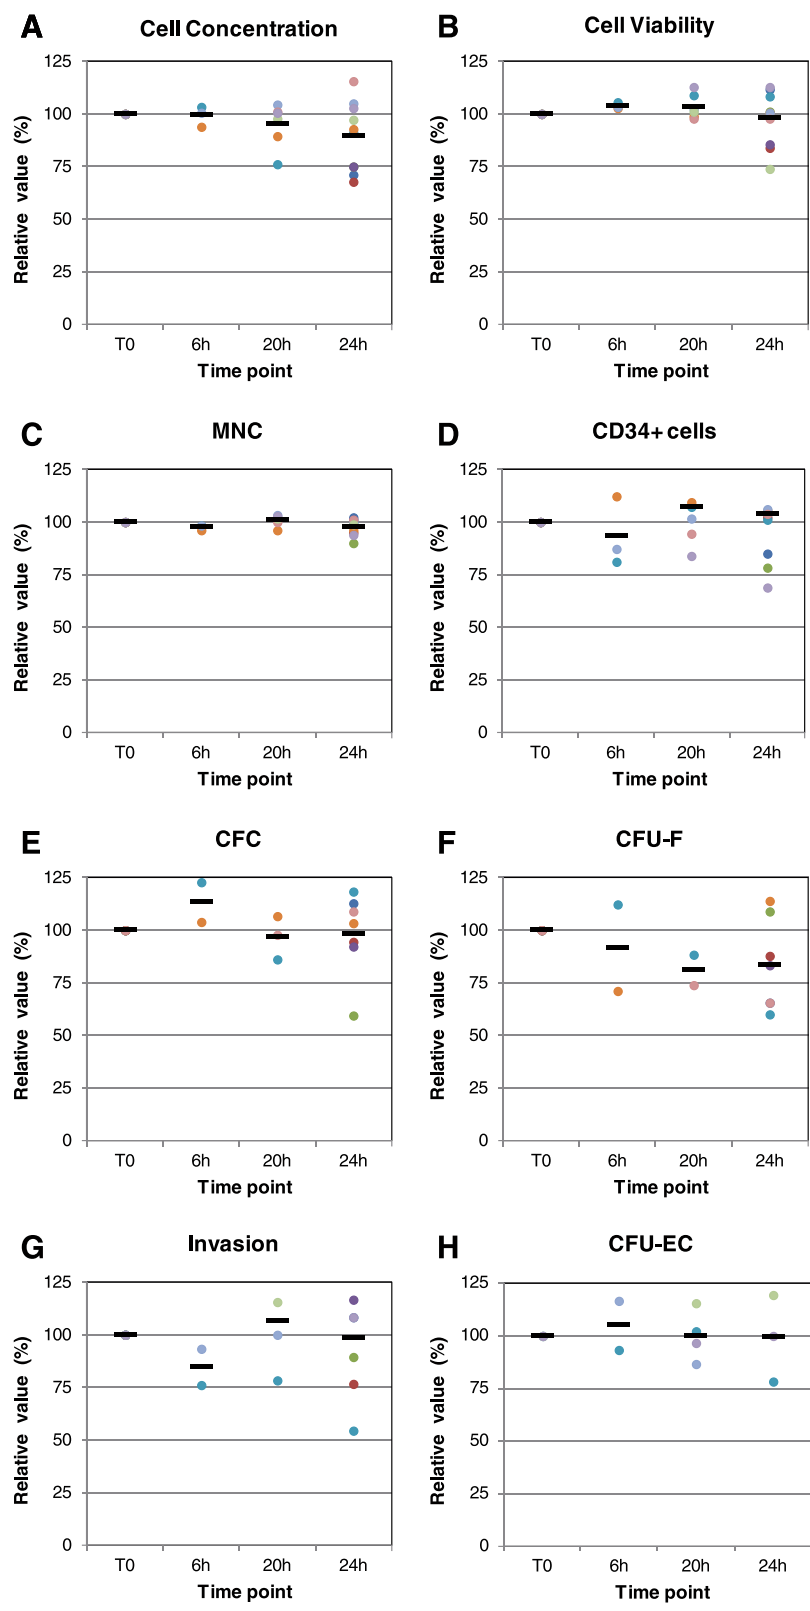 A
Cell Concentration
125
100
75
50
25
0
Relative value (%)
T0 6h 20h 24h
Time point
B
Cell Viability
125
100
75
50
25
0
Relative value (%)
T0 6h 20h 24h
Time point
C
MNC
125
100
75
50
25
0
Relative value (%)
T0 6h 20h 24h
Time point
D
CD34+ cells
125
100
75
50
25
0
Relative value (%)
T0 6h 20h 24h
Time point
E
CFC
125
100
75
50
25
0
Relative value (%)
T0 6h 20h 24h
Time point
F
CFU-F
125
100
75
50
25
0
Relative value (%)
T0 6h 20h 24h
Time point
G
Invasion
125
100
75
50
25
0
Relative value (%)
T0 6h 20h 24h
Time point
H
CFU-EC
125
100
75
50
25
0
Relative value (%)
T0 6h 20h 24h
Time point